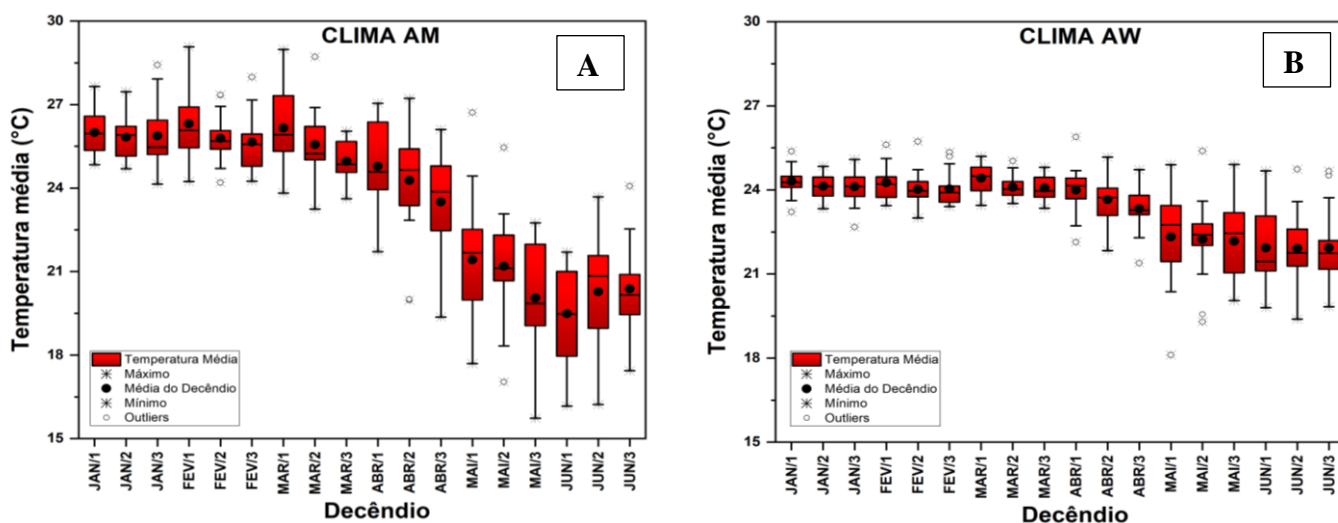 CLIMA AM
A
Temperatura média (°C)
30
27
24
21
18
15
Temperatura Média
Máximo
Média do Decêndio
Mínimo
Outliers
JAN/1
JAN/2
JAN/3
FEV/1
FEV/2
FEV/3
MAR/1
MAR/2
MAR/3
ABR/1
ABR/2
ABR/3
MAI/1
MAI/2
MAI/3
JUN/1
JUN/2
JUN/3
Decêndio
CLIMA AW
B
Temperatura média (°C)
30
27
24
21
18
15
Temperatura Média
Máximo
Média do Decêndio
Mínimo
Outliers
JAN/1
JAN/2
JAN/3
FEV/1
FEV/2
FEV/3
MAR/1
MAR/2
MAR/3
ABR/1
ABR/2
ABR/3
MAI/1
MAI/2
MAI/3
JUN/1
JUN/2
JUN/3
Decêndio